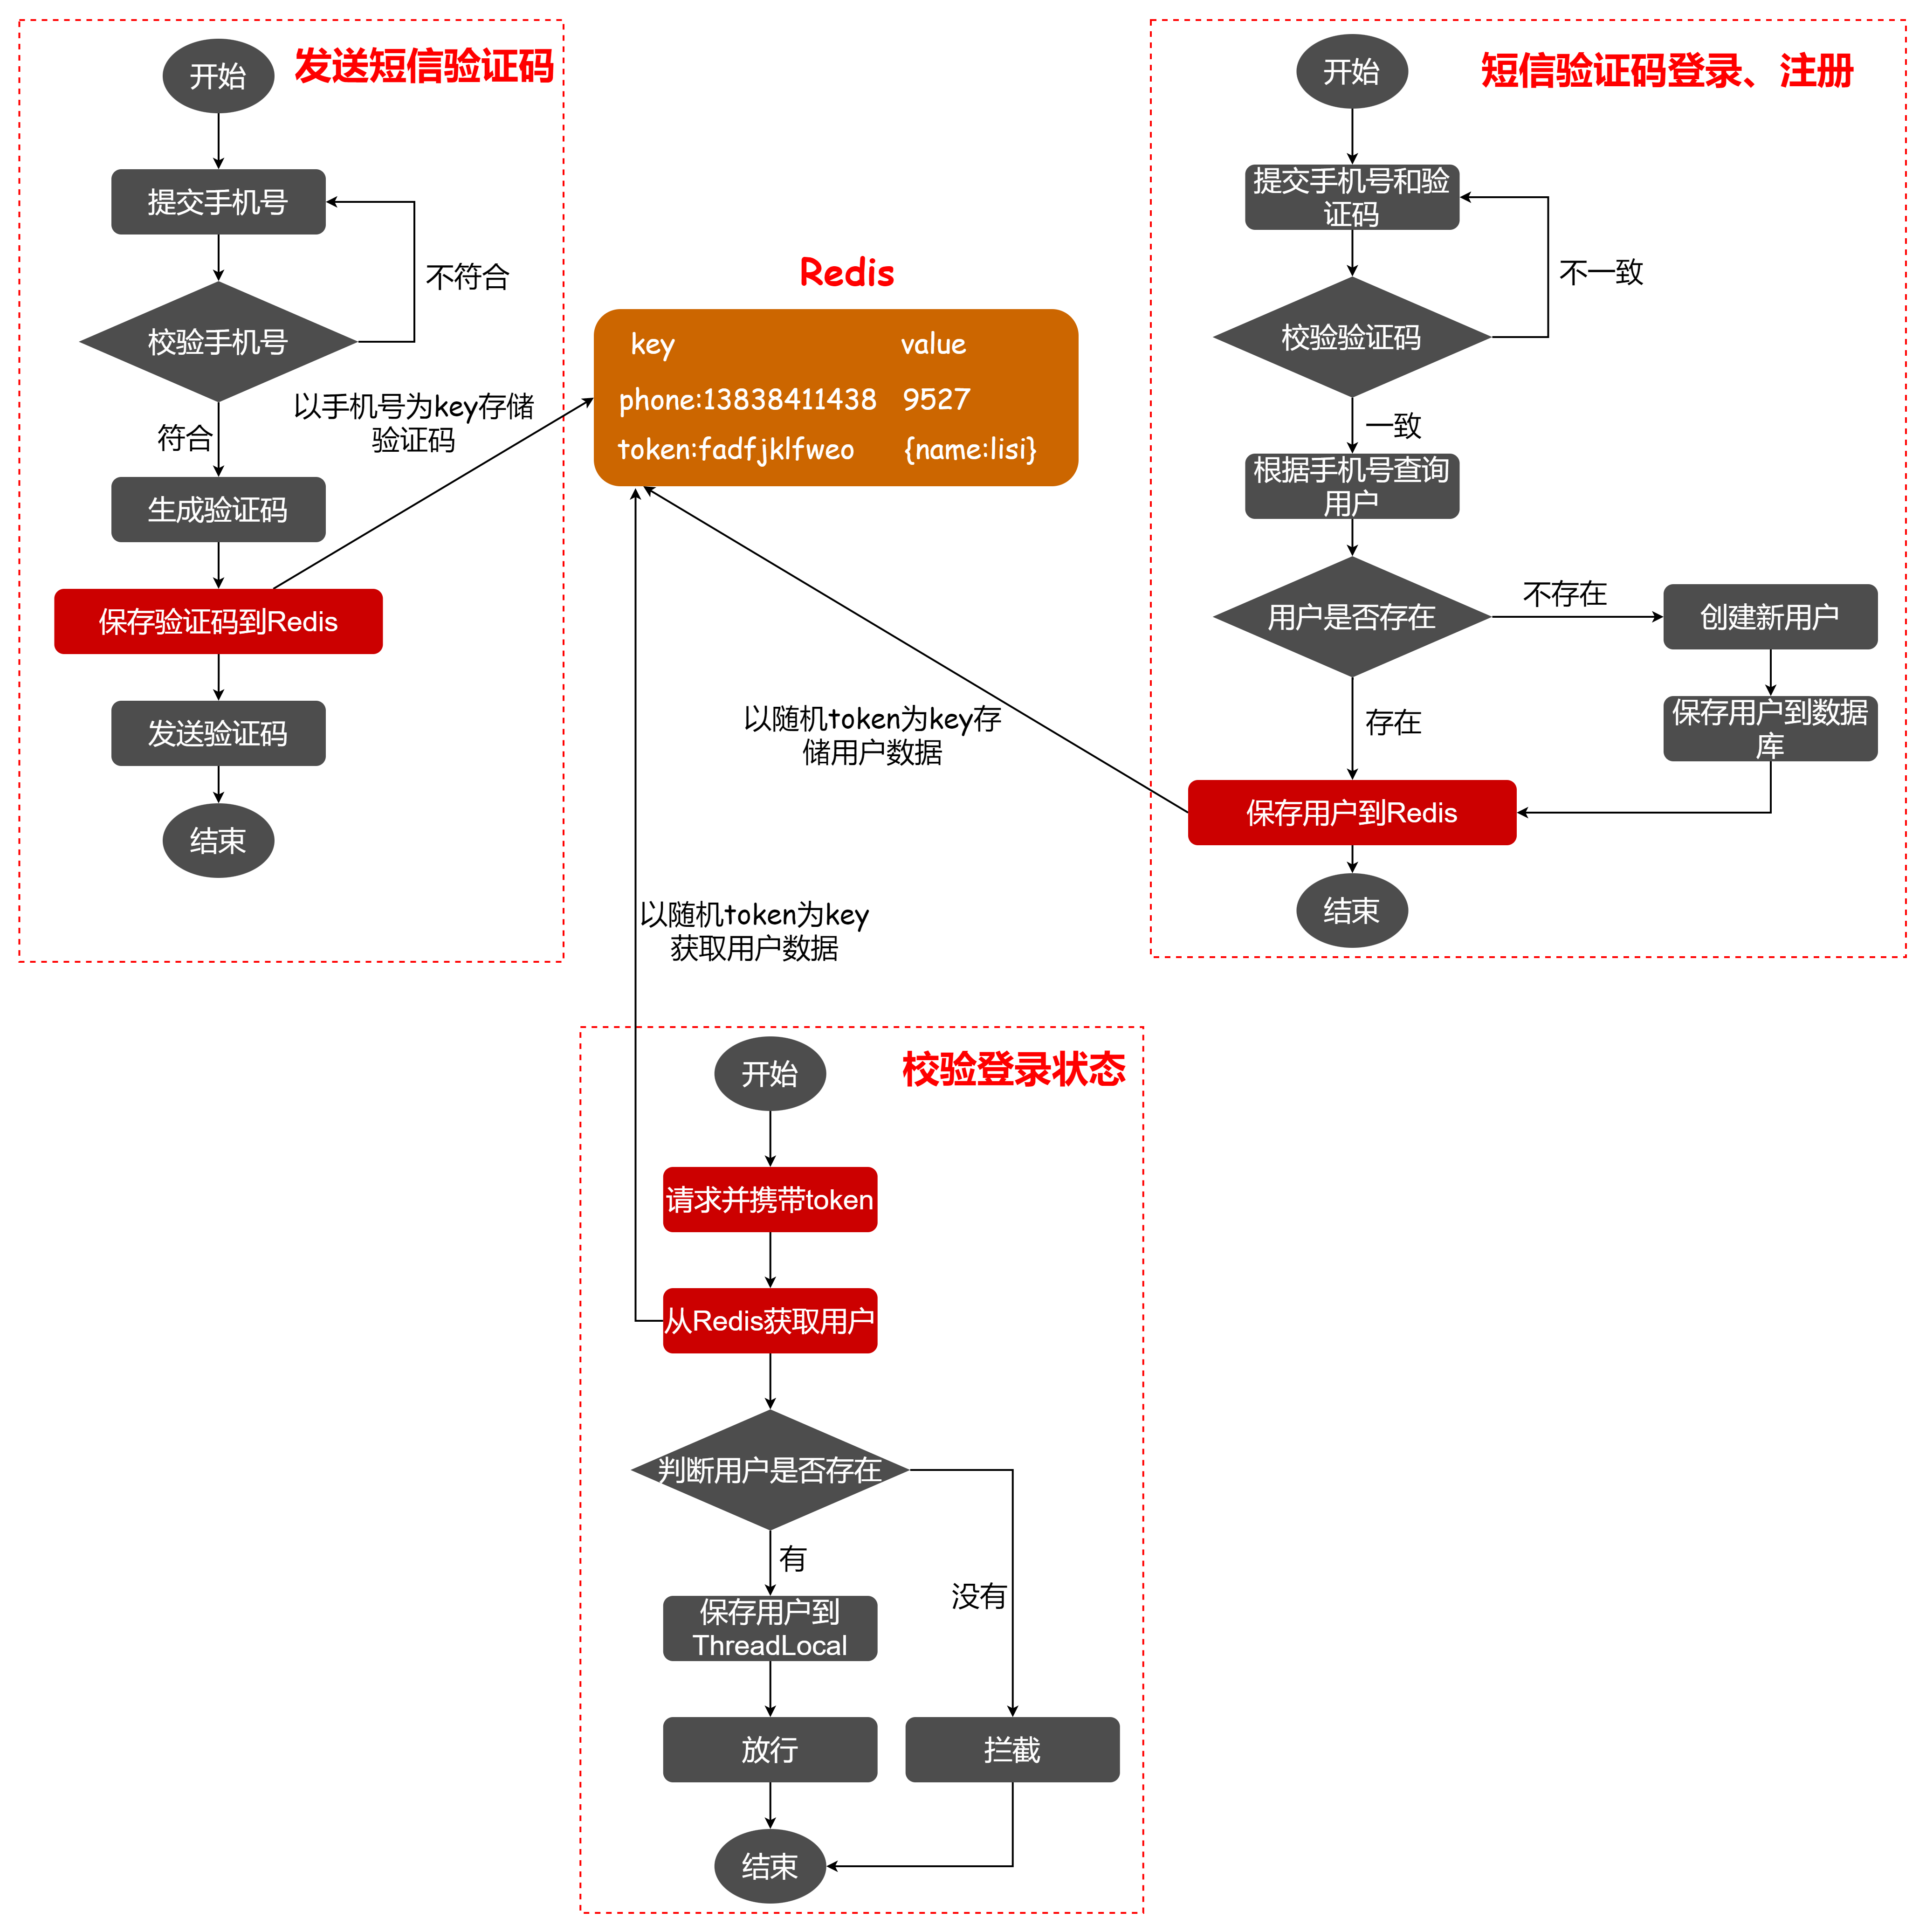 发送短信验证码
开始
提交手机号
不符合
校验手机号
符合
以手机号为key存储
验证码
生成验证码
保存验证码到Redis
发送验证码
结束
Redis
key value
phone:13838411438 9527
token:fadfjklfweo {name:lisi}
短信验证码登录、注册
开始
提交手机号和验
证码
不一致
校验验证码
一致
根据手机号查询
用户
用户是否存在
不存在
创建新用户
保存用户到数据
库
存在
保存用户到Redis
结束
以随机token为key存
储用户数据
以随机token为key
获取用户数据
校验登录状态
开始
请求并携带token
从Redis获取用户
判断用户是否存在
有
没有
保存用户到
ThreadLocal
放行
拦截
结束